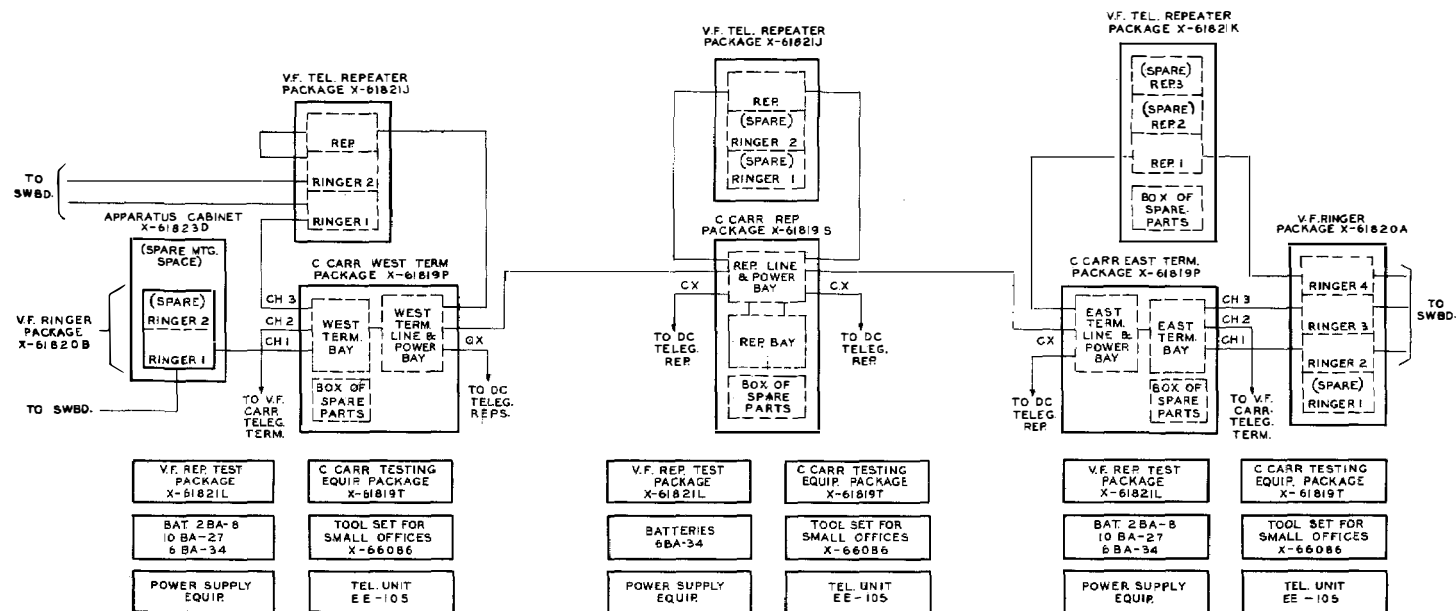 V.F. TEL. REPEATER
PACKAGE X-61821J
REP.
RINGER 2
RINGER 1
TO
SWBD.
APPARATUS CABINET
X-61823D
(SPARE MTG.
SPACE)
(SPARE)
RINGER 2
RINGER 1
V.F. RINGER
PACKAGE
X-61820B
TO SWBD.
C CARR WEST TERM
PACKAGE X-61819P
CH 3
CH 2
CH 1
WEST
TERM.
BAY
WEST
TERM.
LINE &
POWER
BAY
BOX OF
SPARE
PARTS
CX
TO V.F.
CARR.
TELEG.
TERM.
TO DC
TELEG.
REPS.
V.F. TEL. REPEATER
PACKAGE X-61821J
REP.
(SPARE)
RINGER 2
(SPARE)
RINGER 1
C CARR REP
PACKAGE X-61819S
REP. LINE
& POWER
BAY
REP BAY
BOX OF
SPARE
PARTS
CX
CX
TO DC
TELEG.
REP.
TO DC
TELEG.
REP.
V.F. TEL. REPEATER
PACKAGE X-61821K
(SPARE)
REP.3
(SPARE)
REP.2
REP. 1
BOX OF
SPARE
PARTS
C CARR EAST TERM.
PACKAGE X-61819P
EAST
TERM.
LINE &
POWER
BAY
EAST
TERM.
BAY
BOX OF
SPARE
PARTS
CX
TO DC
TELEG.
REP.
CH 3
CH 2
CH 1
TO V.F.
CARR.
TELEG.
TERM.
V.F. RINGER
PACKAGE X-61820A
RINGER 4
RINGER 3
RINGER 2
(SPARE)
RINGER 1
TO
SWBD.
V.F. REP. TEST
PACKAGE
X-61821L
C CARR TESTING
EQUIP. PACKAGE
X-61819T
BAT. 2BA-8
10 BA-27
6 BA-34
TOOL SET FOR
SMALL OFFICES
X-66086
POWER SUPPLY
EQUIP.
TEL. UNIT
EE-105
V.F. REP. TEST
PACKAGE
X-61821L
C CARR TESTING
EQUIP. PACKAGE
X-61819T
BATTERIES
6BA-34
TOOL SET FOR
SMALL OFFICES
X-66086
POWER SUPPLY
EQUIP.
TEL. UNIT
EE-105
V.F. REP. TEST
PACKAGE
X-61821L
C CARR TESTING
EQUIP. PACKAGE
X-61819T
BAT. 2BA-8
10 BA-27
6 BA-34
TOOL SET FOR
SMALL OFFICES
X-66086
POWER SUPPLY
EQUIP.
TEL. UNIT
EE-105